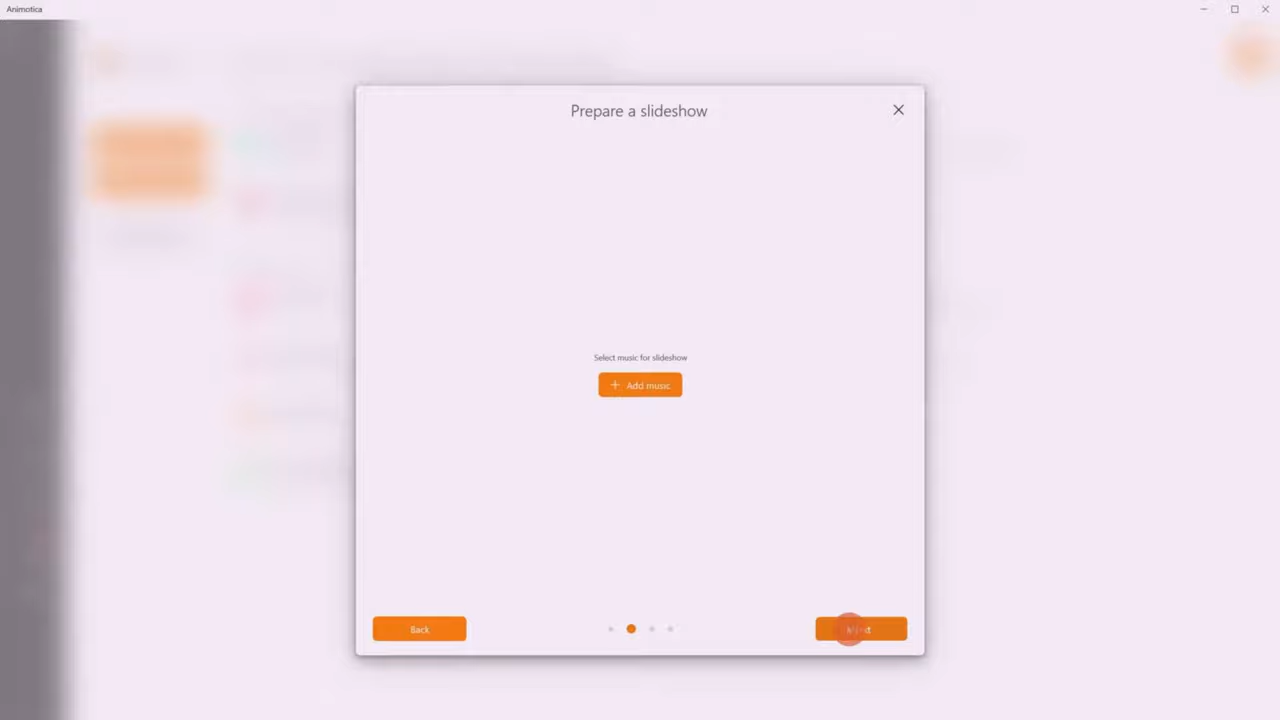 Animotica
Prepare a slideshow
Select music for slideshow
+ Add music
Back